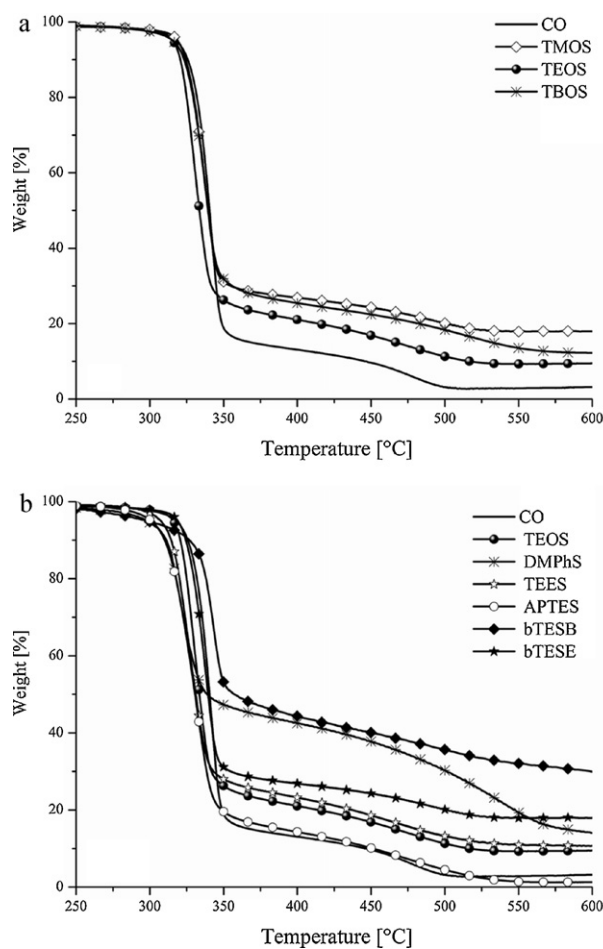 a
100
80
60
40
20
0
Weight [%]
CO
TMOS
TEOS
TBOS
250 300 350 400 450 500 550 600
Temperature [°C]
b
100
80
60
40
20
0
Weight [%]
CO
TEOS
DMPhS
TEES
APTES
bTESB
bTESE
250 300 350 400 450 500 550 600
Temperature [°C]